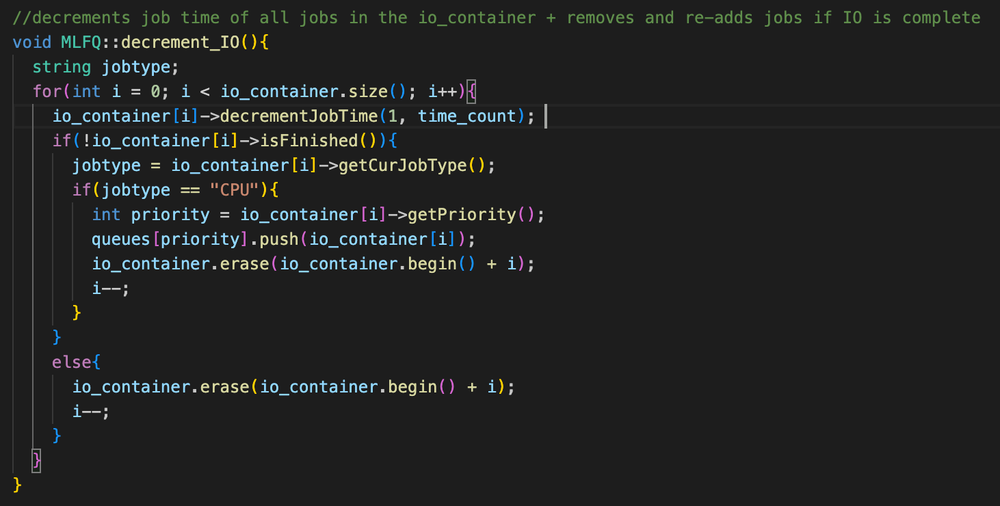 //decrements job time of all jobs in the io_container + removes and re-adds jobs if IO is complete
void MLFQ::decrement_IO(){
  string jobtype;
  for(int i = 0; i < io_container.size(); i++){
    io_container[i]->decrementJobTime(1, time_count);
    if(!io_container[i]->isFinished()){
      jobtype = io_container[i]->getCurJobType();
      if(jobtype == "CPU"){
        int priority = io_container[i]->getPriority();
        queues[priority].push(io_container[i]);
        io_container.erase(io_container.begin() + i);
        i--;
      }
    }
    else{
      io_container.erase(io_container.begin() + i);
      i--;
    }
  }
}